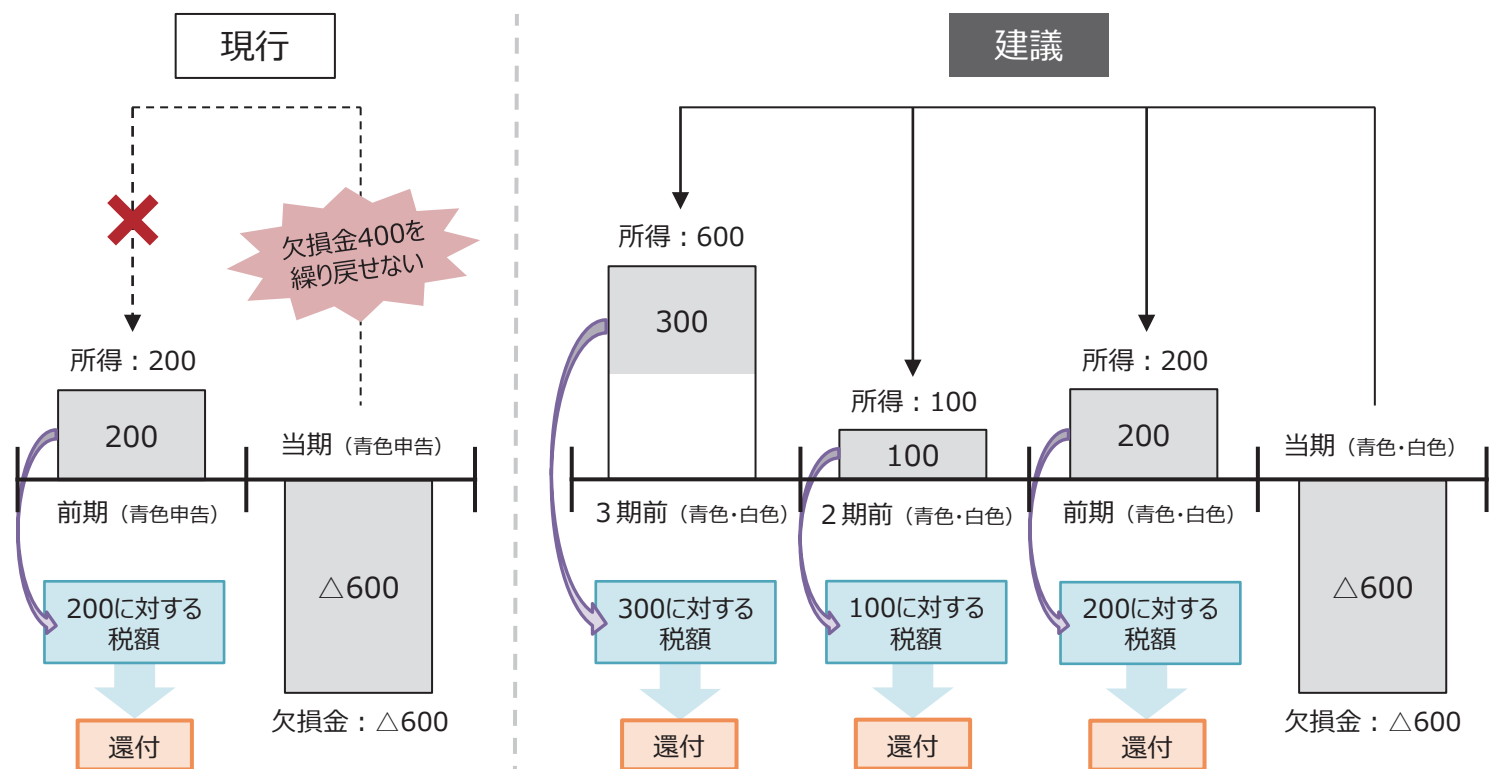 現行
欠損金400を
繰り戻せない
所得：200
200
当期（青色申告）
前期（青色申告）
△600
200に対する
税額
欠損金：△600
還付
建議
所得：600
300
所得：100
100
所得：200
200
当期（青色・白色）
３期前（青色・白色）
２期前（青色・白色）
前期（青色・白色）
△600
300に対する
税額
100に対する
税額
200に対する
税額
欠損金：△600
還付
還付
還付